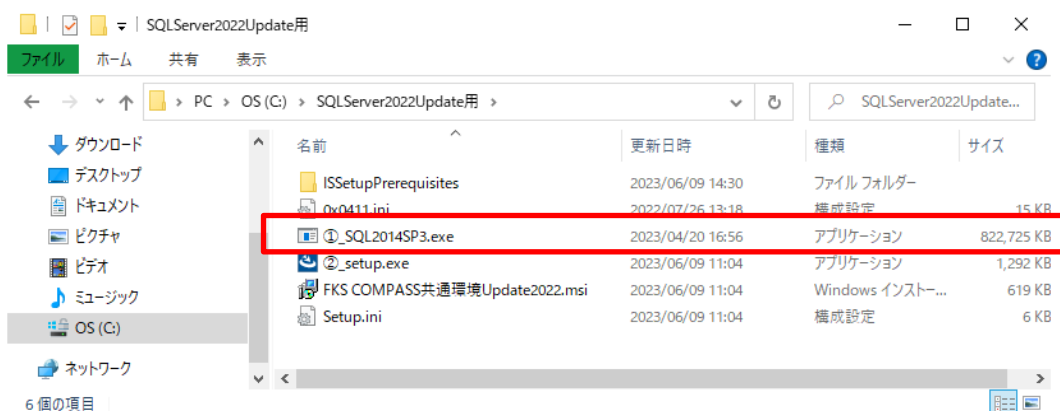 SQLServer2022Update用
ファイル ホーム 共有 表示
PC > OS (C:) > SQLServer2022Update用 > SQLServer2022Update...
名前 更新日時 種類 サイズ
ダウンロード
デスクトップ
ドキュメント
ピクチャ
ビデオ
ミュージック
OS (C:)
ネットワーク
ISSetupPrerequisites 2023/06/09 14:30 ファイル フォルダー
0x0411.ini 2022/07/26 13:18 構成設定 15 KB
①_SQL2014SP3.exe 2023/04/20 16:56 アプリケーション 822,725 KB
②_setup.exe 2023/06/09 11:04 アプリケーション 1,292 KB
FKS COMPASS共通環境Update2022.msi 2023/06/09 11:04 Windows インストー... 619 KB
Setup.ini 2023/06/09 11:04 構成設定 6 KB
6 個の項目